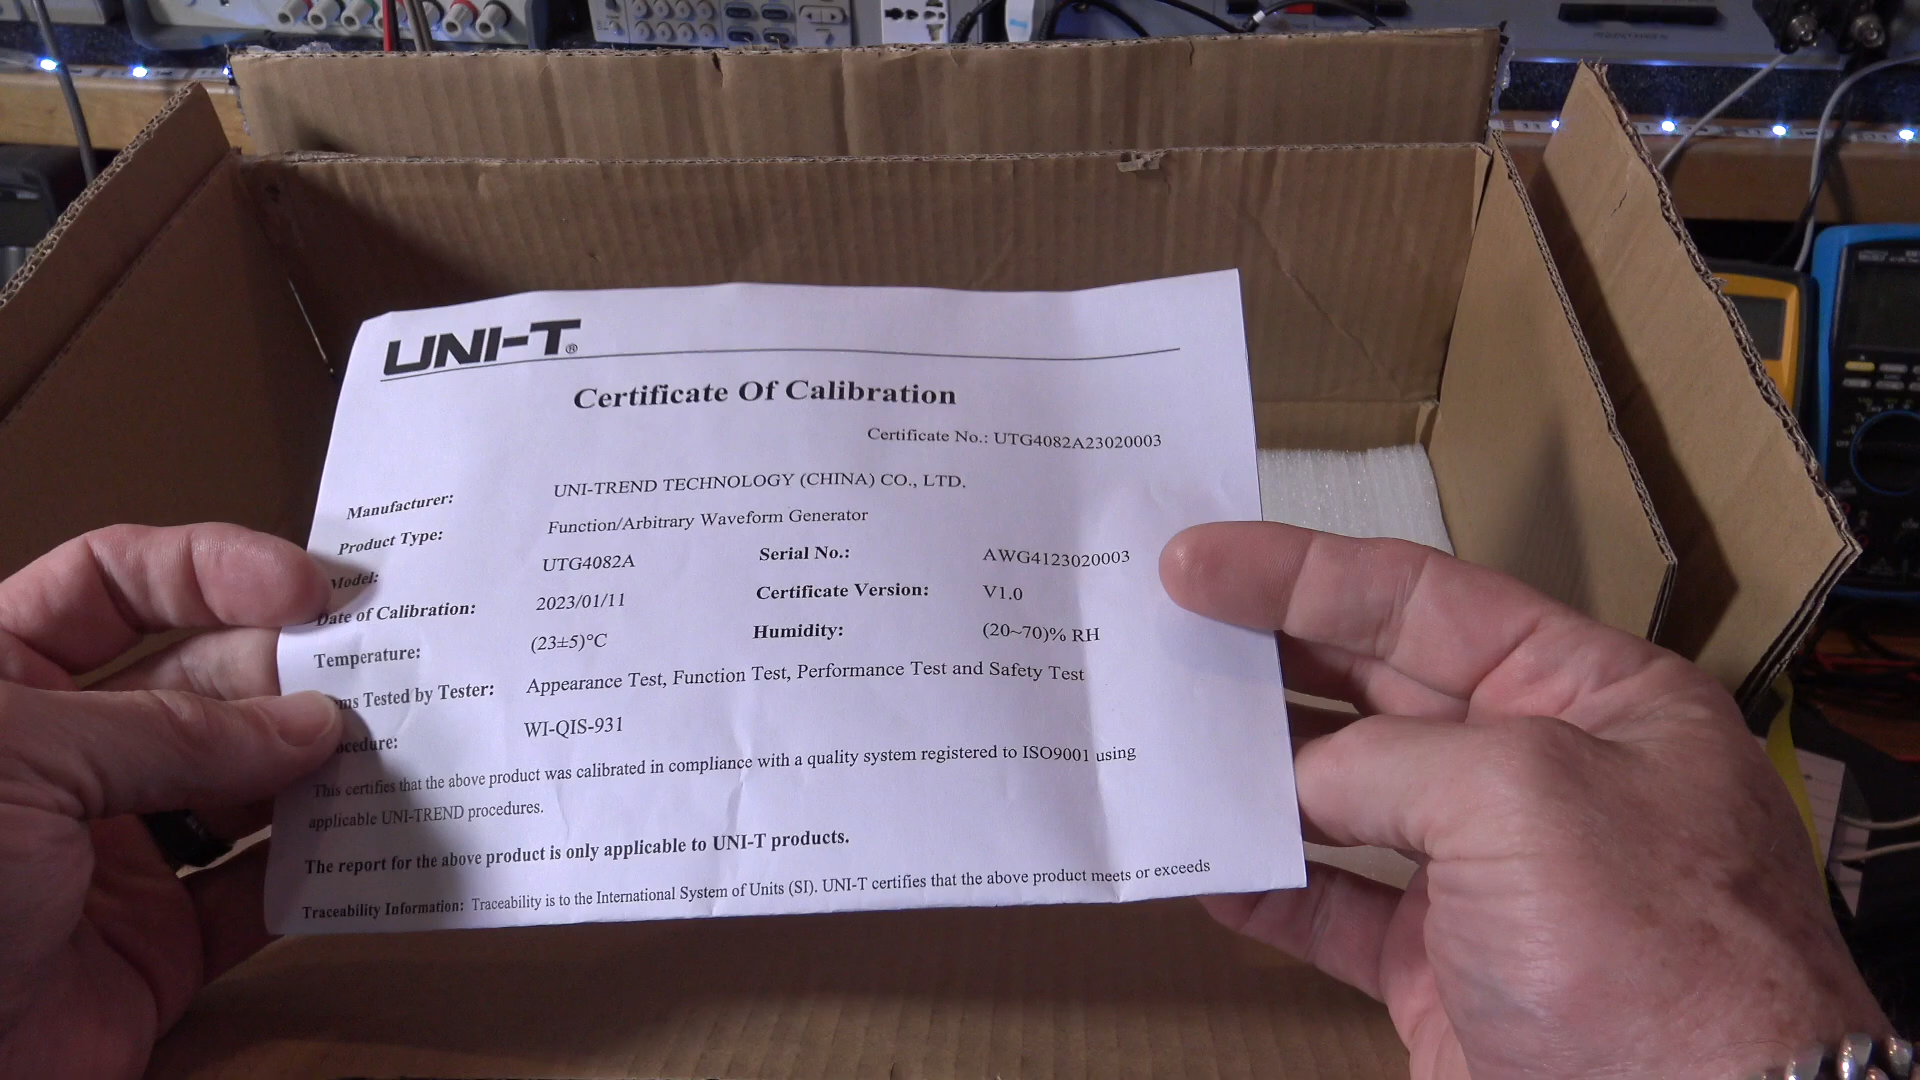 UNI-T®
Certificate Of Calibration
Certificate No.: UTG4082A23020003
Manufacturer: UNI-TREND TECHNOLOGY (CHINA) CO., LTD.
Product Type: Function/Arbitrary Waveform Generator
Model: UTG4082A Serial No.: AWG4123020003
Date of Calibration: 2023/01/11 Certificate Version: V1.0
Temperature: (23±5)°C Humidity: (20~70)% RH
Tested by Tester: Appearance Test, Function Test, Performance Test and Safety Test
WI-QIS-931
This certifies that the above product was calibrated in compliance with a quality system registered to ISO9001 using
applicable UNI-TREND procedures.
The report for the above product is only applicable to UNI-T products.
Traceability Information: Traceability is to the International System of Units (SI). UNI-T certifies that the above product meets or exceeds